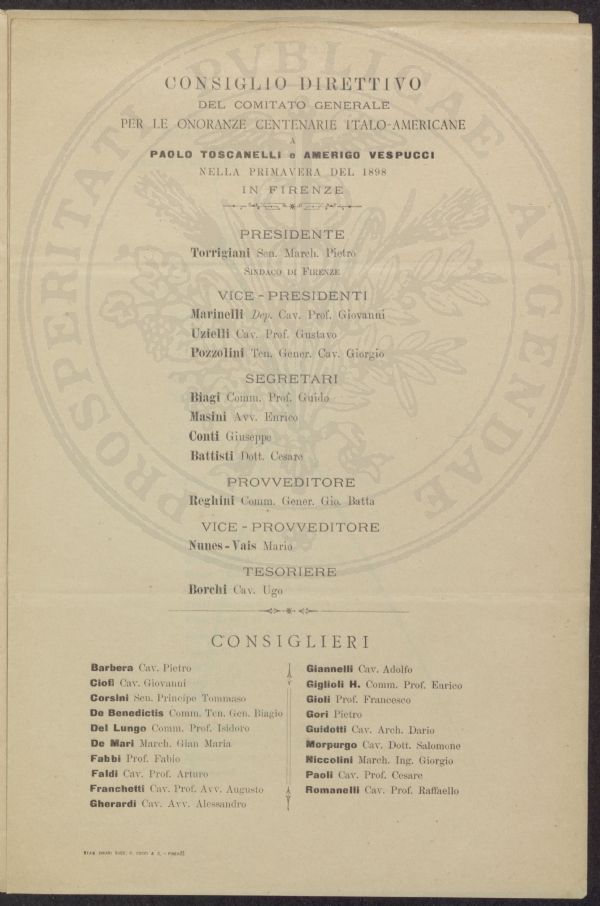 CONSIGLIO DIRETTIVO
DEL COMITATO GENERALE
PER LE ONORANZE CENTENARIE ITALO-AMERICANE
A
PAOLO TOSCANELLI e AMERIGO VESPUCCI
NELLA PRIMAVERA DEL 1898
IN FIRENZE
PRESIDENTE
Torrigiani Sen. March. Pietro
SINDACO DI FIRENZE
VICE-PRESIDENTI
Marinelli Dep. Cav. Prof. Giovanni
Uzielli Cav. Prof. Gustavo
Pozzolini Ten. Gener. Cav. Giorgio
SEGRETARI
Biagi Comm. Prof. Guido
Masini Avv. Enrico
Conti Giuseppe
Battisti Dott. Cesare
PROVVEDITORE
Reghini Comm. Gener. Gio. Batta
VICE-PROVVEDITORE
Nunes-Vais Mario
TESORIERE
Borchi Cav. Ugo
CONSIGLIERI
Barbera Cav. Pietro
Ciofi Cav. Giovanni
Corsini Sen. Principe Tommaso
De Benedictis Comm. Ten. Gen. Biagio
Del Lungo Comm. Prof. Isidoro
De Mari March. Gian Maria
Fabbi Prof. Fabio
Faldi Cav. Prof. Arturo
Franchetti Cav. Prof. Avv. Augusto
Gherardi Cav. Avv. Alessandro
Giannelli Cav. Adolfo
Giglioli H. Comm. Prof. Enrico
Gioli Prof. Francesco
Gori Pietro
Guidotti Cav. Arch. Dario
Morpurgo Cav. Dott. Salomone
Niccolini March. Ing. Giorgio
Paoli Cav. Prof. Cesare
Romanelli Cav. Prof. Raffaello
PROSPERITATI PVBLICAE AVGENDAE